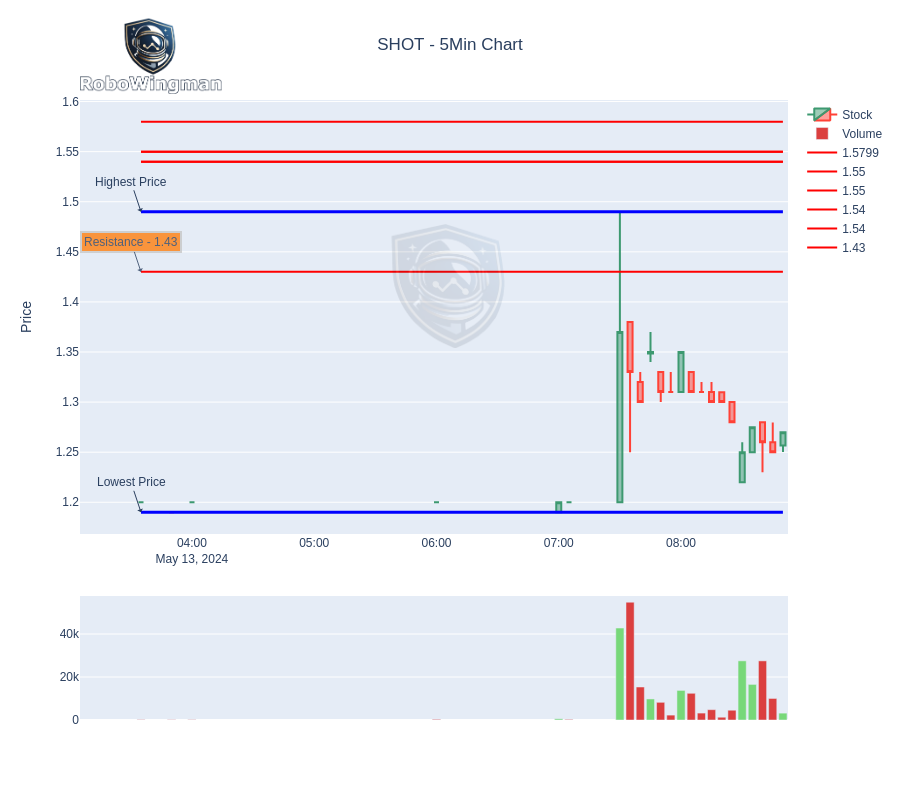 SHOT - 5Min Chart
RoboWingman
1.6
1.55
1.5
1.45
1.4
1.35
1.3
1.25
1.2
Price
Highest Price
Resistance - 1.43
Lowest Price
04:00
05:00
06:00
07:00
08:00
May 13, 2024
40k
20k
0
Stock
Volume
1.5799
1.55
1.55
1.54
1.54
1.43